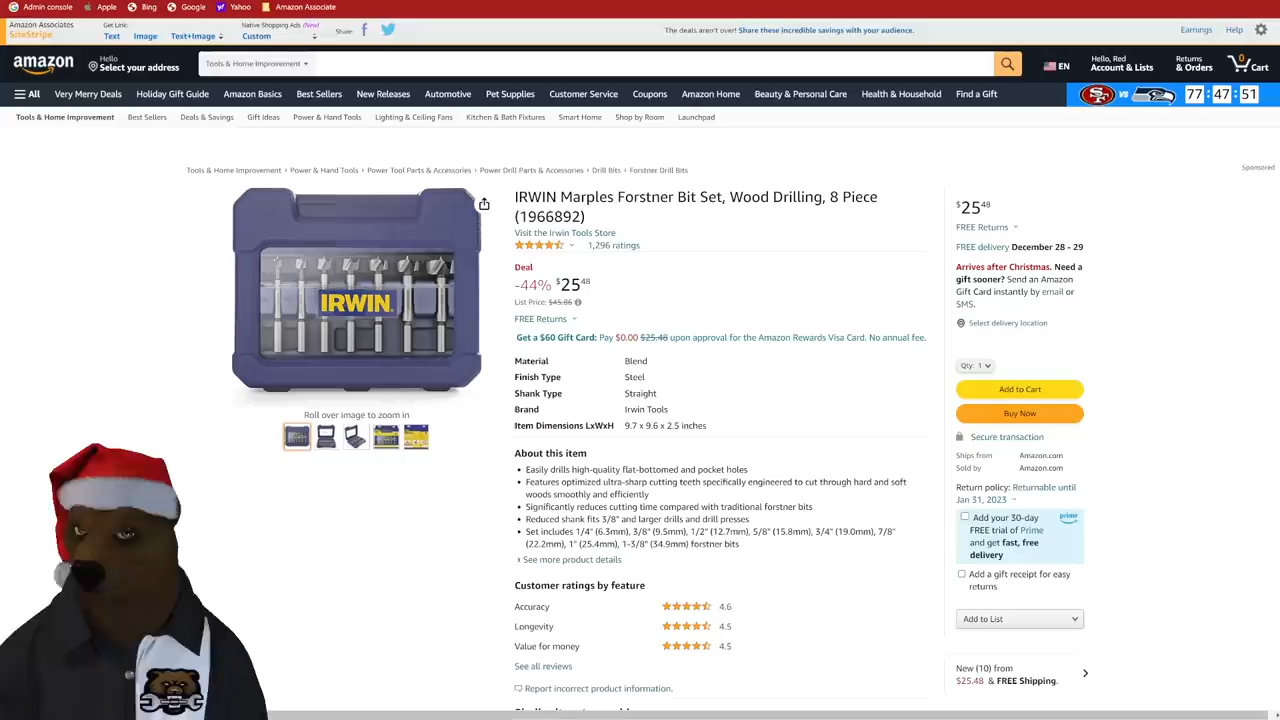 Admin console Apple Bing Google Yahoo Amazon Associate
Amazon Associates
SiteStripe
Get Link:
Text Image Text+Image
Native Shopping Ads (New)
Custom
Share:
The deals aren't over! Share these incredible savings with your audience.
Earnings Help
amazon
Hello
Select your address
Tools & Home Improvement
EN
Hello, Red
Account & Lists
Returns
& Orders
Cart
All Very Merry Deals Holiday Gift Guide Amazon Basics Best Sellers New Releases Automotive Pet Supplies Customer Service Coupons Amazon Home Beauty & Personal Care Health & Household Find a Gift
VS 77 : 47 : 51
Tools & Home Improvement Best Sellers Deals & Savings Gift Ideas Power & Hand Tools Lighting & Ceiling Fans Kitchen & Bath Fixtures Smart Home Shop by Room Launchpad
Sponsored
Tools & Home Improvement › Power & Hand Tools › Power Tool Parts & Accessories › Power Drill Parts & Accessories › Drill Bits › Forstner Drill Bits
IRWIN
Roll over image to zoom in
IRWIN Marples Forstner Bit Set, Wood Drilling, 8 Piece
(1966892)
Visit the Irwin Tools Store
1,296 ratings
Deal
-44% $25 48
List Price: $45.86
FREE Returns
Get a $60 Gift Card: Pay $0.00 $25.48 upon approval for the Amazon Rewards Visa Card. No annual fee.
Material Blend
Finish Type Steel
Shank Type Straight
Brand Irwin Tools
Item Dimensions LxWxH 9.7 x 9.6 x 2.5 inches
About this item
• Easily drills high-quality flat-bottomed and pocket holes
• Features optimized ultra-sharp cutting teeth specifically engineered to cut through hard and soft
woods smoothly and efficiently
• Significantly reduces cutting time compared with traditional forstner bits
• Reduced shank fits 3/8" and larger drills and drill presses
• Set includes 1/4" (6.3mm), 3/8" (9.5mm), 1/2" (12.7mm), 5/8" (15.8mm), 3/4" (19.0mm), 7/8"
(22.2mm), 1" (25.4mm), 1-3/8" (34.9mm) forstner bits
› See more product details
Customer ratings by feature
Accuracy 4.6
Longevity 4.5
Value for money 4.5
See all reviews
Report incorrect product information.
$25 48
FREE Returns
FREE delivery December 28 - 29
Arrives after Christmas. Need a
gift sooner? Send an Amazon
Gift Card instantly by email or
SMS.
Select delivery location
Qty: 1
Add to Cart
Buy Now
Secure transaction
Ships from Amazon.com
Sold by Amazon.com
Return policy: Returnable until
Jan 31, 2023
Add your 30-day
FREE trial of Prime
and get fast, free
delivery
prime
Add a gift receipt for easy
returns
Add to List
New (10) from
$25.48 & FREE Shipping.